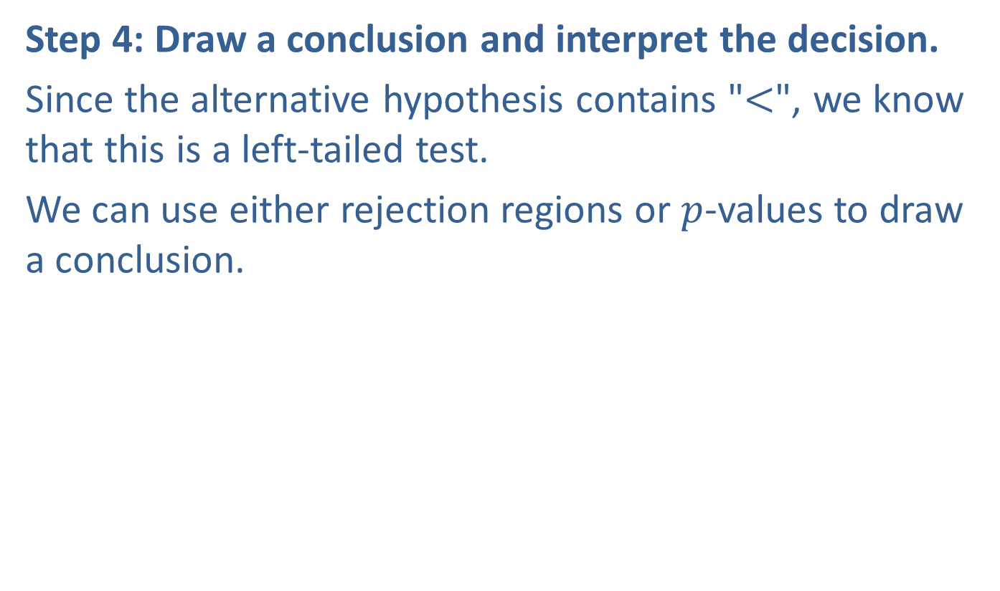 Step 4: Draw a conclusion and interpret the decision.
Since the alternative hypothesis contains "<", we know
that this is a left-tailed test.
We can use either rejection regions or p-values to draw
a conclusion.